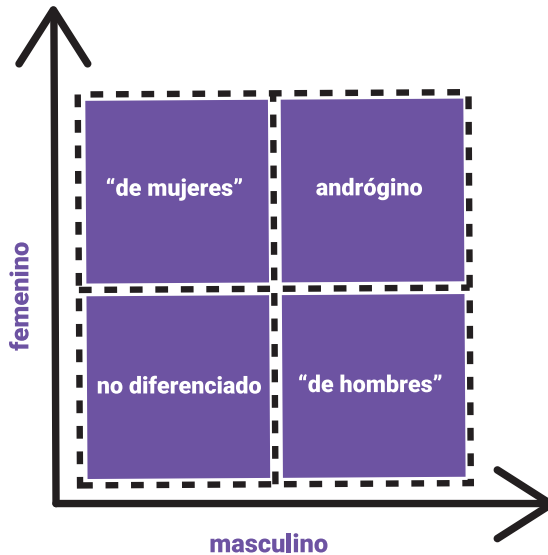 “de mujeres”
andrógino
femenino
no diferenciado
“de hombres”
masculino